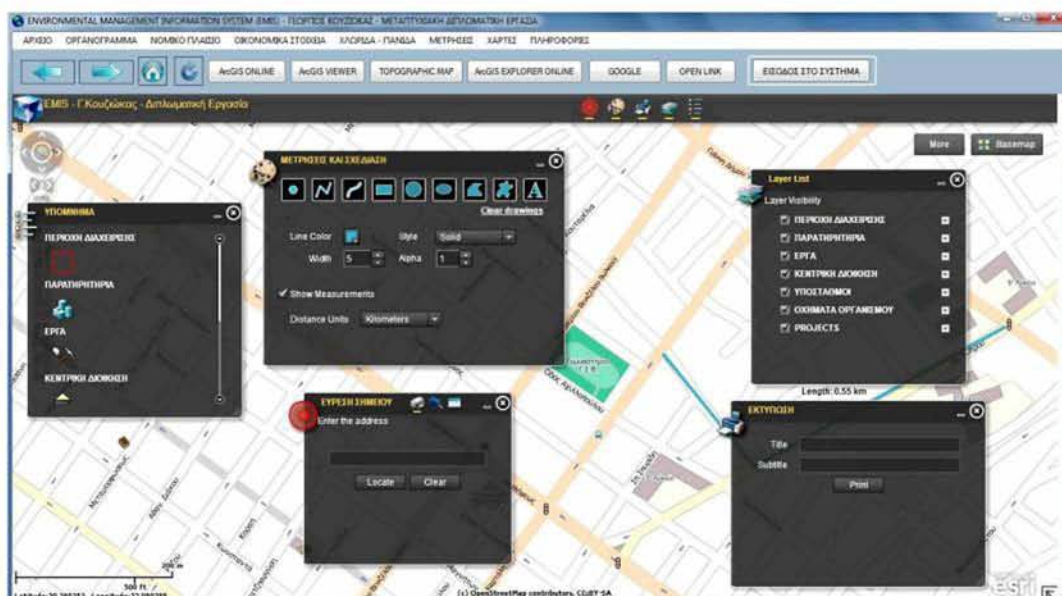 ENVIRONMENTAL MANAGEMENT INFORMATION SYSTEM (EMIS) - ΓΕΩΡΓΙΟΣ ΚΟΥΖΙΩΚΑΣ - ΜΕΤΑΠΤΥΧΙΑΚΗ ΔΙΠΛΩΜΑΤΙΚΗ ΕΡΓΑΣΙΑ
ΑΡΧΕΙΟ ΟΡΓΑΝΟΓΡΑΜΜΑ ΝΟΜΙΚΟ ΠΛΑΙΣΙΟ ΟΙΚΟΝΟΜΙΚΑ ΣΤΟΙΧΕΙΑ ΧΛΩΡΙΔΑ - ΠΑΝΙΔΑ ΜΕΤΡΗΣΕΙΣ ΧΑΡΤΕΣ ΠΛΗΡΟΦΟΡΙΕΣ
ArcGIS ONLINE ArcGIS VIEWER TOPOGRAPHIC MAP ArcGIS EXPLORER ONLINE GOOGLE OPEN LINK ΕΙΣΟΔΟΣ ΣΤΟ ΣΥΣΤΗΜΑ
EMIS - Γ.Κουζιώκας - Διπλωματική Εργασία
More Basemap
ΜΕΤΡΗΣΕΙΣ ΚΑΙ ΣΧΕΔΙΑΣΗ
A
Clear drawings
Line Color Style Solid
Width 5 Alpha 1
Show Measurements
Distance Units Kilometers
ΥΠΟΜΝΗΜΑ
ΠΕΡΙΟΧΗ ΔΙΑΧΕΙΡΙΣΗΣ
ΠΑΡΑΤΗΡΗΤΗΡΙΑ
ΕΡΓΑ
ΚΕΝΤΡΙΚΗ ΔΙΟΙΚΗΣΗ
Layer List
Layer Visibility
ΠΕΡΙΟΧΗ ΔΙΑΧΕΙΡΙΣΗΣ
ΠΑΡΑΤΗΡΗΤΗΡΙΑ
ΕΡΓΑ
ΚΕΝΤΡΙΚΗ ΔΙΟΙΚΗΣΗ
ΥΠΟΣΤΑΘΜΟΙ
ΟΧΗΜΑΤΑ ΟΡΓΑΝΙΣΜΟΥ
PROJECTS
Length: 0.55 km
ΕΥΡΕΣΗ ΣΗΜΕΙΟΥ
Enter the address
Locate Clear
ΕΚΤΥΠΩΣΗ
Title
Subtitle
Print
200 m
500 ft
(c) OpenStreetMap contributors, CC-BY-SA
esri